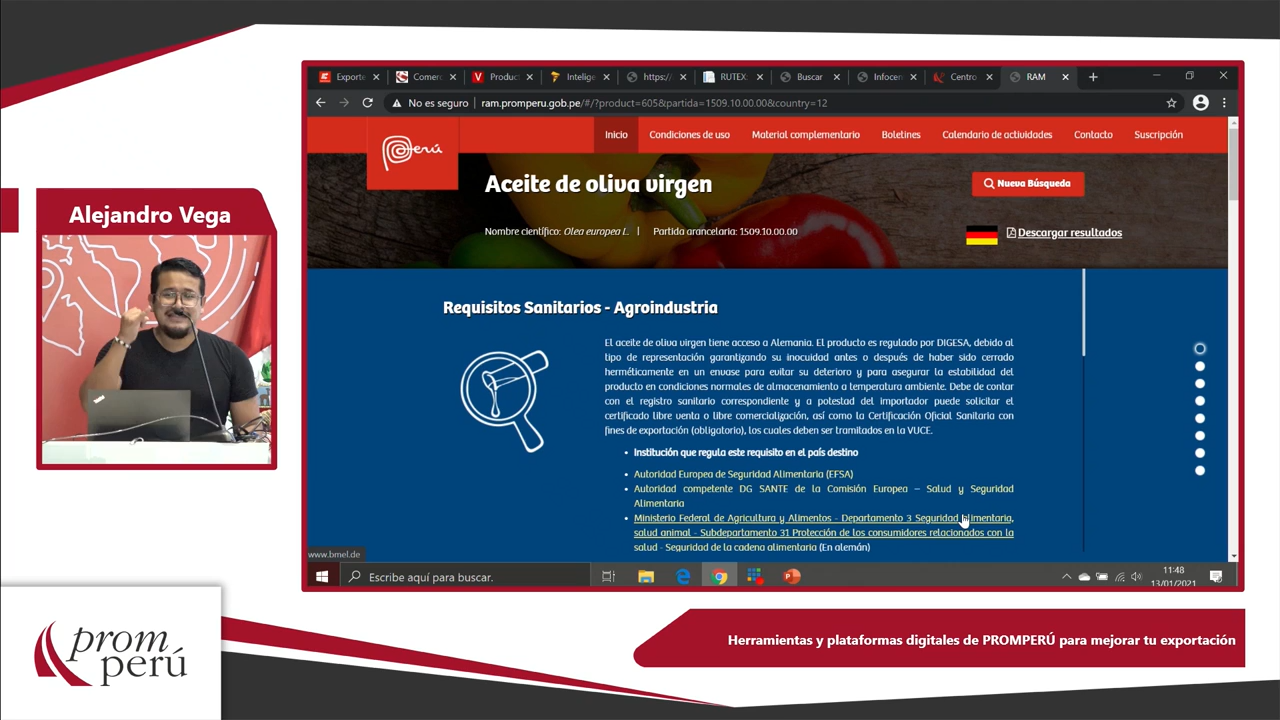 Alejandro Vega
Exporte
Comerc
Product
Intelige
https:/
RUTEX:
Buscar
Infocen
Centro
RAM
No es seguro | ram.promperu.gob.pe/#/?product=605&partida=1509.10.00.00&country=12
Perú
Inicio
Condiciones de uso
Material complementario
Boletines
Calendario de actividades
Contacto
Suscripción
Aceite de oliva virgen
Nueva Búsqueda
Nombre científico: Olea europea L. | Partida arancelaria: 1509.10.00.00
Descargar resultados
Requisitos Sanitarios - Agroindustria
El aceite de oliva virgen tiene acceso a Alemania. El producto es regulado por DIGESA, debido al
tipo de representación garantizando su inocuidad antes o después de haber sido cerrado
herméticamente en un envase para evitar su deterioro y para asegurar la estabilidad del
producto en condiciones normales de almacenamiento a temperatura ambiente. Debe de contar
con el registro sanitario correspondiente y a potestad del importador puede solicitar el
certificado libre venta o libre comercialización, así como la Certificación Oficial Sanitaria con
fines de exportación (obligatorio), los cuales deben ser tramitados en la VUCE.
• Institución que regula este requisito en el país destino
• Autoridad Europea de Seguridad Alimentaria (EFSA)
• Autoridad competente DG SANTE de la Comisión Europea – Salud y Seguridad
Alimentaria
• Ministerio Federal de Agricultura y Alimentos - Departamento 3 Seguridad alimentaria,
salud animal - Subdepartamento 31 Protección de los consumidores relacionados con la
salud - Seguridad de la cadena alimentaria (En alemán)
www.bmel.de
Escribe aquí para buscar.
11:48
13/01/2021
prom
perú
Herramientas y plataformas digitales de PROMPERÚ para mejorar tu exportación